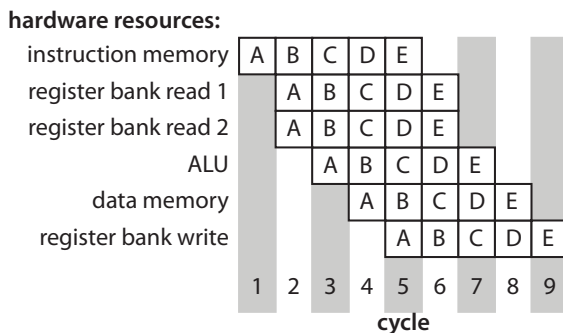 hardware resources:
instruction memory A B C D E
register bank read 1 A B C D E
register bank read 2 A B C D E
ALU A B C D E
data memory A B C D E
register bank write A B C D E
1 2 3 4 5 6 7 8 9
cycle